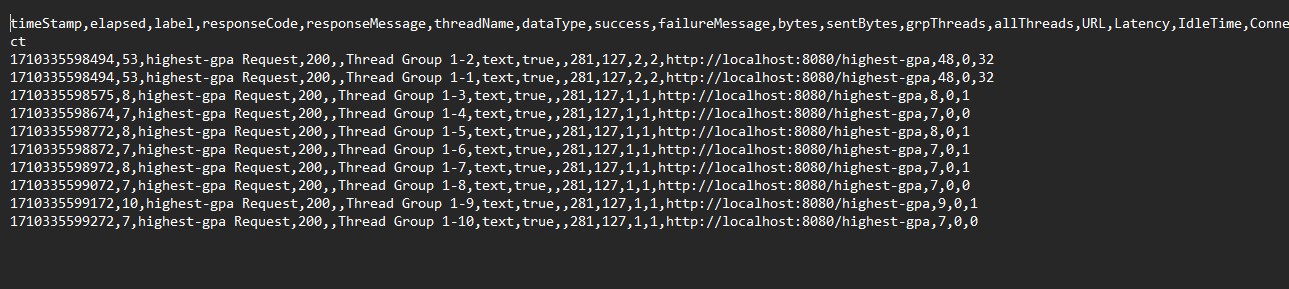 timeStamp,elapsed,label,responseCode,responseMessage,threadName,dataType,success,failureMessage,bytes,sentBytes,grpThreads,allThreads,URL,Latency,IdleTime,Conne
ct
1710335598494,53,highest-gpa Request,200,,Thread Group 1-2,text,true,,281,127,2,2,http://localhost:8080/highest-gpa,48,0,32
1710335598494,53,highest-gpa Request,200,,Thread Group 1-1,text,true,,281,127,2,2,http://localhost:8080/highest-gpa,48,0,32
1710335598575,8,highest-gpa Request,200,,Thread Group 1-3,text,true,,281,127,1,1,http://localhost:8080/highest-gpa,8,0,1
1710335598674,7,highest-gpa Request,200,,Thread Group 1-4,text,true,,281,127,1,1,http://localhost:8080/highest-gpa,7,0,0
1710335598772,8,highest-gpa Request,200,,Thread Group 1-5,text,true,,281,127,1,1,http://localhost:8080/highest-gpa,8,0,1
1710335598872,7,highest-gpa Request,200,,Thread Group 1-6,text,true,,281,127,1,1,http://localhost:8080/highest-gpa,7,0,1
1710335598972,8,highest-gpa Request,200,,Thread Group 1-7,text,true,,281,127,1,1,http://localhost:8080/highest-gpa,7,0,1
1710335599072,7,highest-gpa Request,200,,Thread Group 1-8,text,true,,281,127,1,1,http://localhost:8080/highest-gpa,7,0,0
1710335599172,10,highest-gpa Request,200,,Thread Group 1-9,text,true,,281,127,1,1,http://localhost:8080/highest-gpa,9,0,1
1710335599272,7,highest-gpa Request,200,,Thread Group 1-10,text,true,,281,127,1,1,http://localhost:8080/highest-gpa,7,0,0